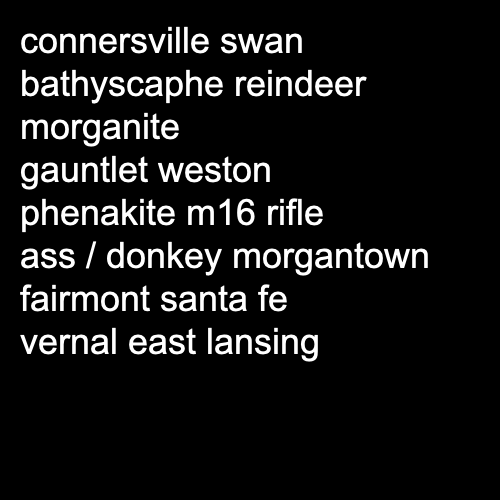 connersville swan
bathyscaphe reindeer
morganite
gauntlet weston
phenakite m16 rifle
ass / donkey morgantown
fairmont santa fe
vernal east lansing